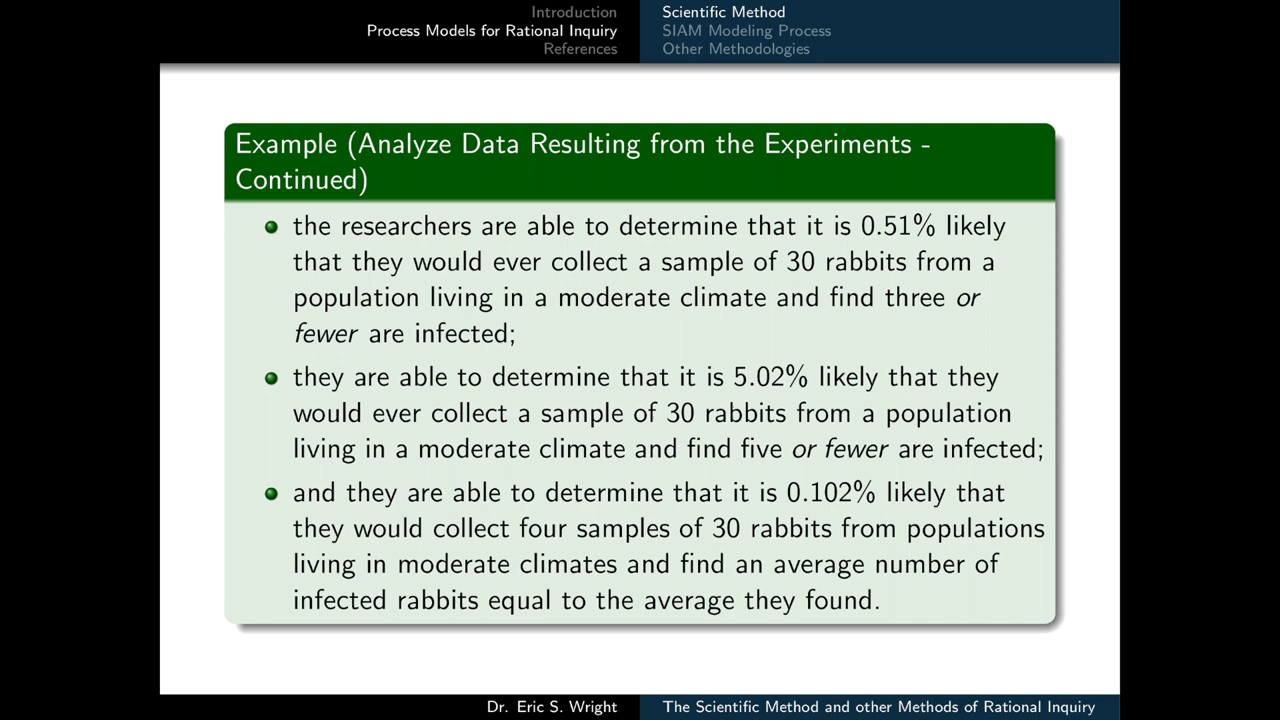 Introduction
Process Models for Rational Inquiry
References
Scientific Method
SIAM Modeling Process
Other Methodologies
Example (Analyze Data Resulting from the Experiments -
Continued)
the researchers are able to determine that it is 0.51% likely
that they would ever collect a sample of 30 rabbits from a
population living in a moderate climate and find three or
fewer are infected;
they are able to determine that it is 5.02% likely that they
would ever collect a sample of 30 rabbits from a population
living in a moderate climate and find five or fewer are infected;
and they are able to determine that it is 0.102% likely that
they would collect four samples of 30 rabbits from populations
living in moderate climates and find an average number of
infected rabbits equal to the average they found.
Dr. Eric S. Wright
The Scientific Method and other Methods of Rational Inquiry